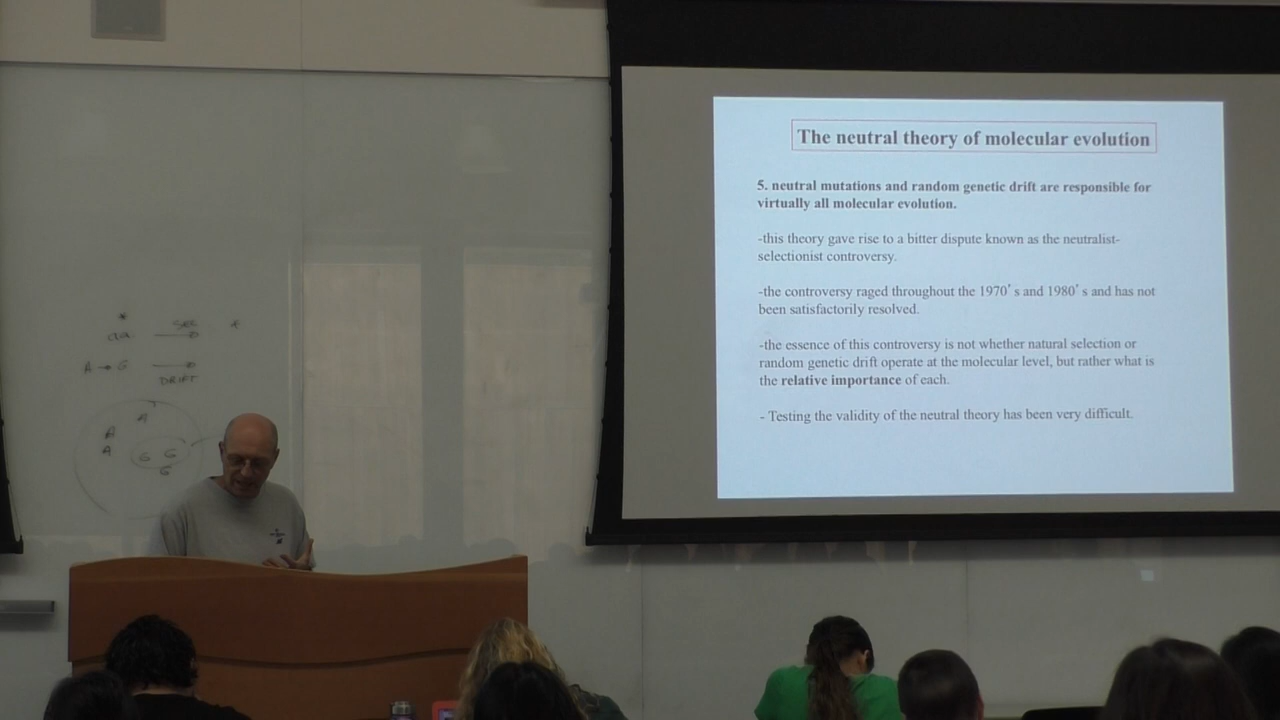 The neutral theory of molecular evolution
5. neutral mutations and random genetic drift are responsible for
virtually all molecular evolution.
-this theory gave rise to a bitter dispute known as the neutralist-
selectionist controversy.
-the controversy raged throughout the 1970's and 1980's and has not
been satisfactorily resolved.
-the essence of this controversy is not whether natural selection or
random genetic drift operate at the molecular level, but rather what is
the relative importance of each.
- Testing the validity of the neutral theory has been very difficult.
* SEL *
aa →
A → G →
DRIFT
A
A
A
G G
G